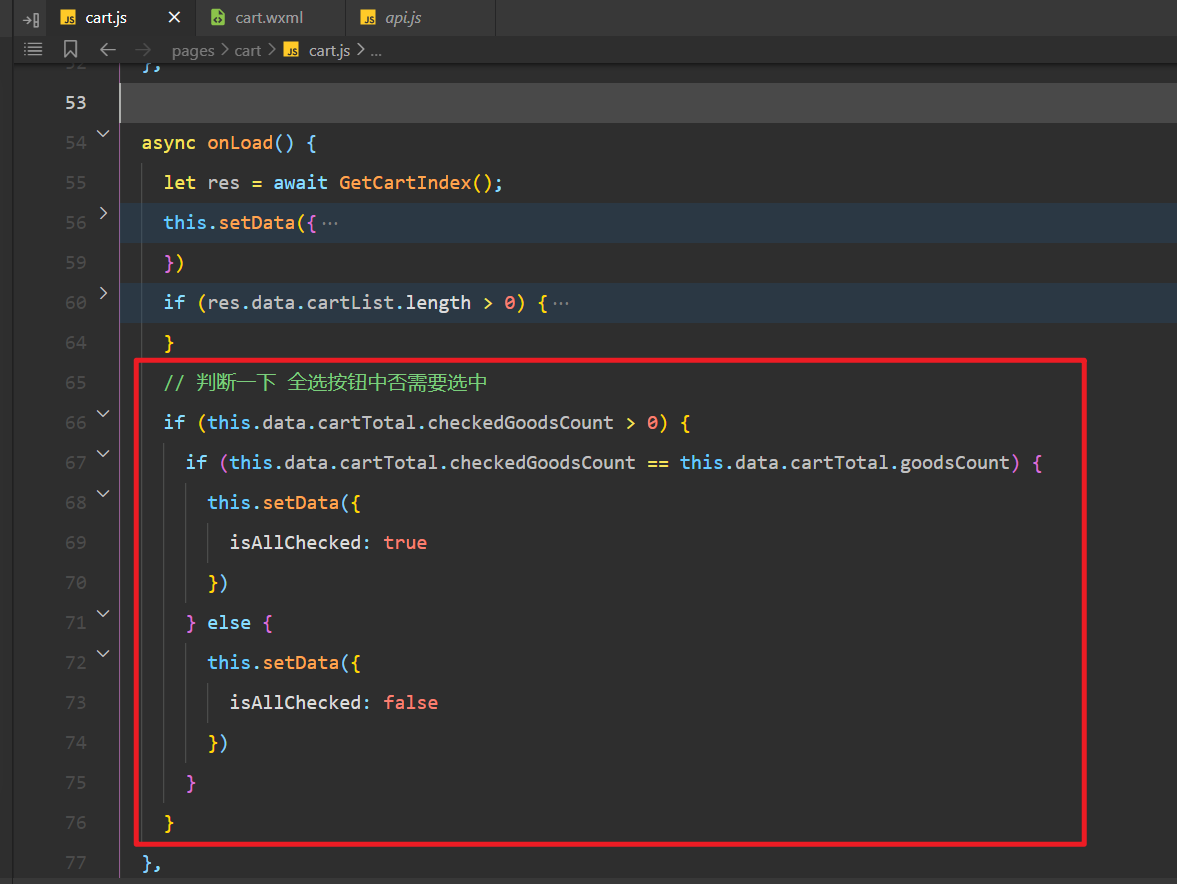 JS cart.js × cart.wxml JS api.js
pages > cart > JS cart.js > ...
52 },
53
54 async onLoad() {
55 let res = await GetCartIndex();
56 this.setData({ ···
59 })
60 if (res.data.cartList.length > 0) { ···
64 }
65 // 判断一下 全选按钮中否需要选中
66 if (this.data.cartTotal.checkedGoodsCount > 0) {
67 if (this.data.cartTotal.checkedGoodsCount == this.data.cartTotal.goodsCount) {
68 this.setData({
69 isAllChecked: true
70 })
71 } else {
72 this.setData({
73 isAllChecked: false
74 })
75 }
76 }
77 },